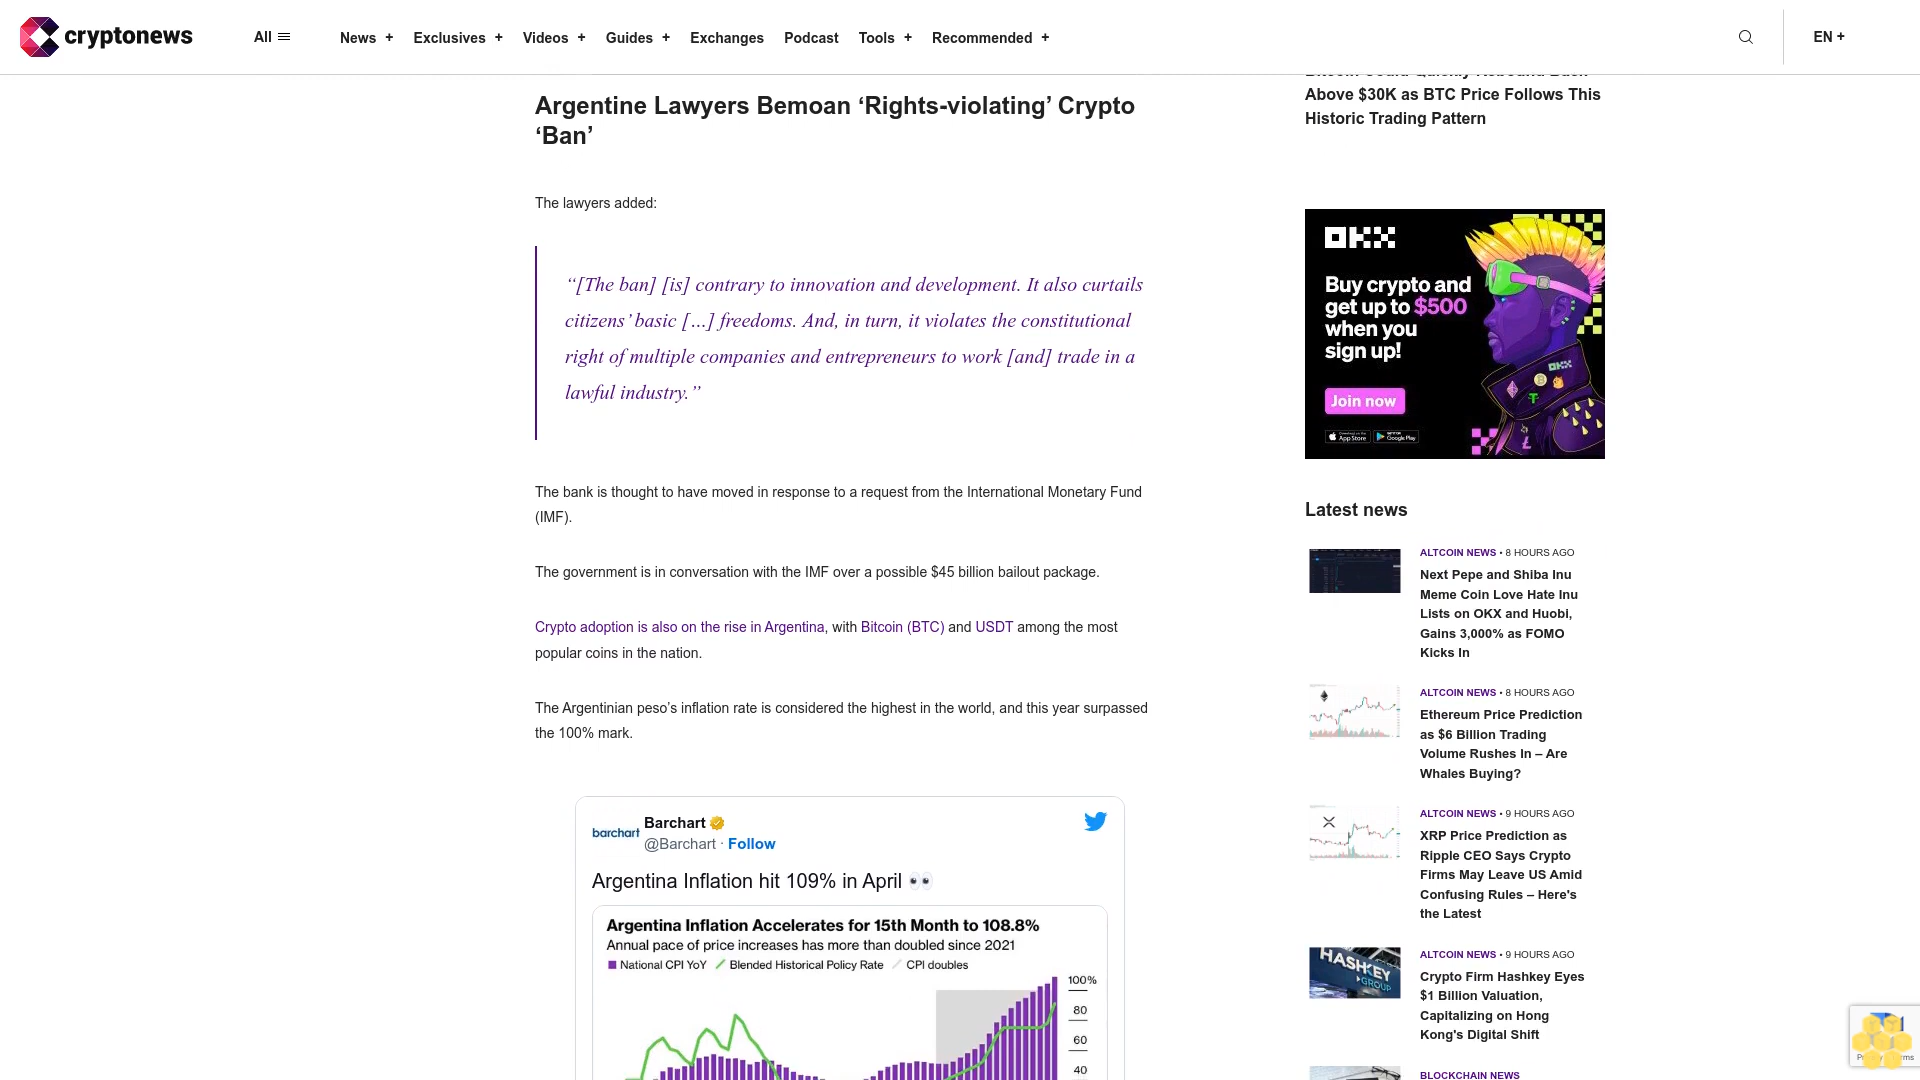 cryptonews
All
News +
Exclusives +
Videos +
Guides +
Exchanges
Podcast
Tools +
Recommended +
EN +
Argentine Lawyers Bemoan ‘Rights-violating’ Crypto
‘Ban’
The lawyers added:
“[The ban] [is] contrary to innovation and development. It also curtails
citizens’ basic […] freedoms. And, in turn, it violates the constitutional
right of multiple companies and entrepreneurs to work [and] trade in a
lawful industry.”
The bank is thought to have moved in response to a request from the International Monetary Fund
(IMF).
The government is in conversation with the IMF over a possible $45 billion bailout package.
Crypto adoption is also on the rise in Argentina, with Bitcoin (BTC) and USDT among the most
popular coins in the nation.
The Argentinian peso’s inflation rate is considered the highest in the world, and this year surpassed
the 100% mark.
barchart
Barchart
@Barchart · Follow
Argentina Inflation hit 109% in April 👀
Argentina Inflation Accelerates for 15th Month to 108.8%
Annual pace of price increases has more than doubled since 2021
National CPI YoY
Blended Historical Policy Rate
CPI doubles
100%
80
60
40
Bitcoin Could Quickly Rebound Back
Above $30K as BTC Price Follows This
Historic Trading Pattern
OKX
Buy crypto and
get up to $500
when you
sign up!
Join now
App Store
Google Play
OKX
Latest news
ALTCOIN NEWS • 8 HOURS AGO
Next Pepe and Shiba Inu
Meme Coin Love Hate Inu
Lists on OKX and Huobi,
Gains 3,000% as FOMO
Kicks In
ALTCOIN NEWS • 8 HOURS AGO
Ethereum Price Prediction
as $6 Billion Trading
Volume Rushes In – Are
Whales Buying?
ALTCOIN NEWS • 9 HOURS AGO
XRP Price Prediction as
Ripple CEO Says Crypto
Firms May Leave US Amid
Confusing Rules – Here's
the Latest
HASHKEY
GROUP
ALTCOIN NEWS • 9 HOURS AGO
Crypto Firm Hashkey Eyes
$1 Billion Valuation,
Capitalizing on Hong
Kong's Digital Shift
BLOCKCHAIN NEWS